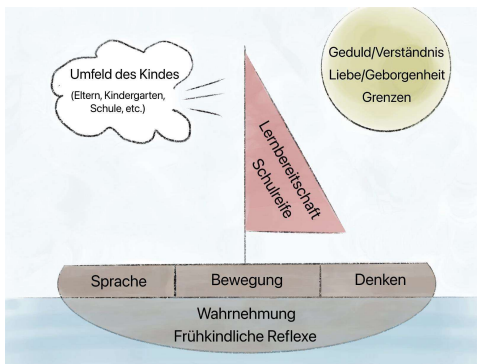 Umfeld des Kindes
(Eltern, Kindergarten,
Schule, etc.)
Geduld/Verständnis
Liebe/Geborgenheit
Grenzen
Lernbereitschaft
Schulreife
Sprache
Bewegung
Denken
Wahrnehmung
Frühkindliche Reflexe